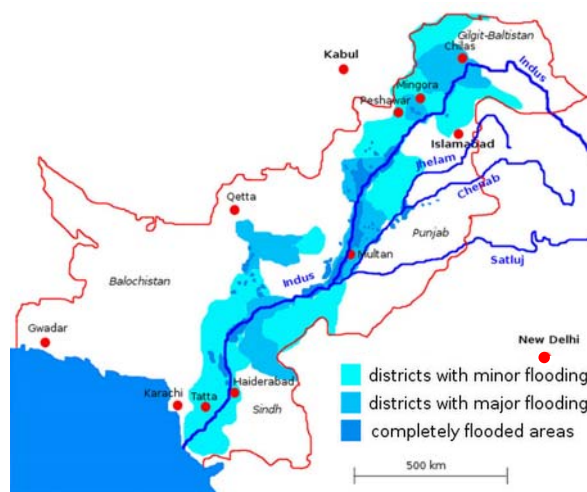 Gilgit-Baltistan
Chilas
Kabul
Indus
Mingora
Peshawar
Islamabad
Jhelam
Chenab
Qetta
Punjab
Multan
Satluj
Indus
Balochistan
Gwadar
New Delhi
Haiderabad
Karachi
Tatta
Sindh
districts with minor flooding
districts with major flooding
completely flooded areas
500 km